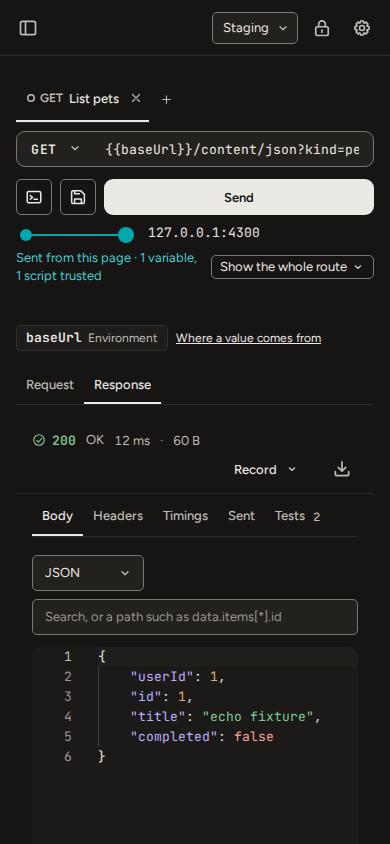 Staging
GET List pets
GET {{baseUrl}}/content/json?kind=pe
Send
127.0.0.1:4300
Sent from this page · 1 variable,
1 script trusted
Show the whole route
baseUrl Environment Where a value comes from
Request Response
200 OK 12 ms · 60 B
Record
Body Headers Timings Sent Tests 2
JSON
Search, or a path such as data.items[*].id
1 {
2 "userId": 1,
3 "id": 1,
4 "title": "echo fixture",
5 "completed": false
6 }